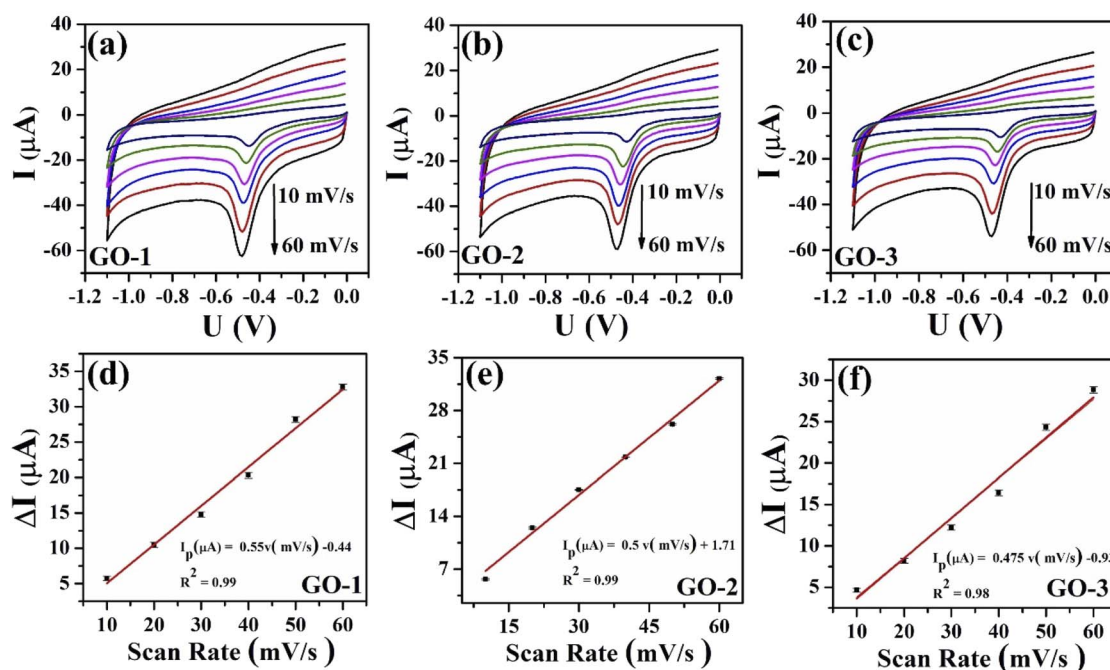 (a)
40
20
0
-20
-40
-60
I (μA)
10 mV/s
60 mV/s
GO-1
-1.2 -1.0 -0.8 -0.6 -0.4 -0.2 0.0
U (V)
(b)
40
20
0
-20
-40
-60
I (μA)
10 mV/s
60 mV/s
GO-2
-1.2 -1.0 -0.8 -0.6 -0.4 -0.2 0.0
U (V)
(c)
40
20
0
-20
-40
-60
I (μA)
10 mV/s
60 mV/s
GO-3
-1.2 -1.0 -0.8 -0.6 -0.4 -0.2 0.0
U (V)
(d)
35
30
25
20
15
10
5
ΔI (μA)
Ip(μA) = 0.55v( mV/s) -0.44
R2 = 0.99
GO-1
10 20 30 40 50 60
Scan Rate (mV/s)
(e)
35
28
21
14
7
ΔI (μA)
Ip(μA) = 0.5 v( mV/s) + 1.71
R2 = 0.99
GO-2
15 30 45 60
Scan Rate (mV/s)
(f)
30
25
20
15
10
5
ΔI (μA)
Ip(μA) = 0.475 v( mV/s) -0.9
R2 = 0.98
GO-3
10 20 30 40 50 60
Scan Rate (mV/s)